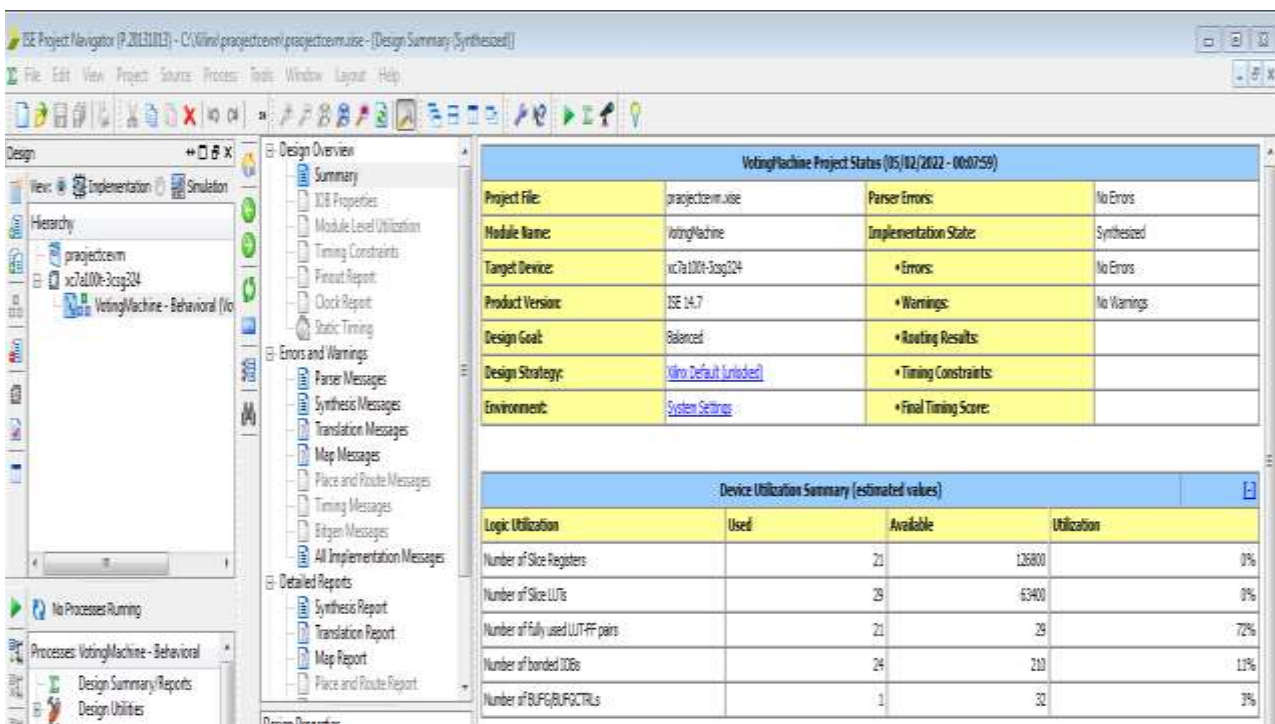 ISE Project Navigator (P.20131013) - C:\Xilinx\praojectcevm\praojectcevm.xise - [Design Summary (Synthesized)]
File Edit View Project Source Process Tools Window Layout Help
Design
View: Implementation Simulation
Hierarchy
praojectcevm
xc7a100t-3csg324
VotingMachine - Behavioral (Vo
No Processes Running
Processes: VotingMachine - Behavioral
Design Summary/Reports
Design Utilities
Design Overview
Summary
IOB Properties
Module Level Utilization
Timing Constraints
Pinout Report
Clock Report
Static Timing
Errors and Warnings
Parser Messages
Synthesis Messages
Translation Messages
Map Messages
Place and Route Messages
Timing Messages
Bitgen Messages
All Implementation Messages
Detailed Reports
Synthesis Report
Translation Report
Map Report
Place and Route Report
Design Properties
VotingMachine Project Status (05/02/2022 - 00:07:59)
Project File: praojectcevm.xise Parser Errors: No Errors
Module Name: VotingMachine Implementation State: Synthesized
Target Device: xc7a100t-3csg324 •Errors: No Errors
Product Version: ISE 14.7 •Warnings: No Warnings
Design Goal: Balanced •Routing Results:
Design Strategy: Xilinx Default (unlocked) •Timing Constraints:
Environment: System Settings •Final Timing Score:
Device Utilization Summary (estimated values) [-]
Logic Utilization Used Available Utilization
Number of Slice Registers 21 126800 0%
Number of Slice LUTs 29 63400 0%
Number of fully used LUT-FF pairs 21 29 72%
Number of bonded IOBs 24 210 11%
Number of BUFG/BUFGCTRLs 1 32 3%